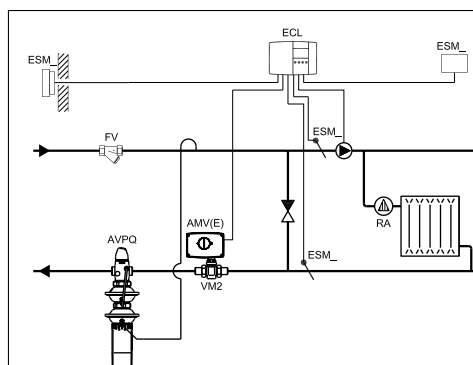 ECL
ESM_
ESM_
FV
ESM_
AMV(E)
RA
AVPQ
ESM_
VM2